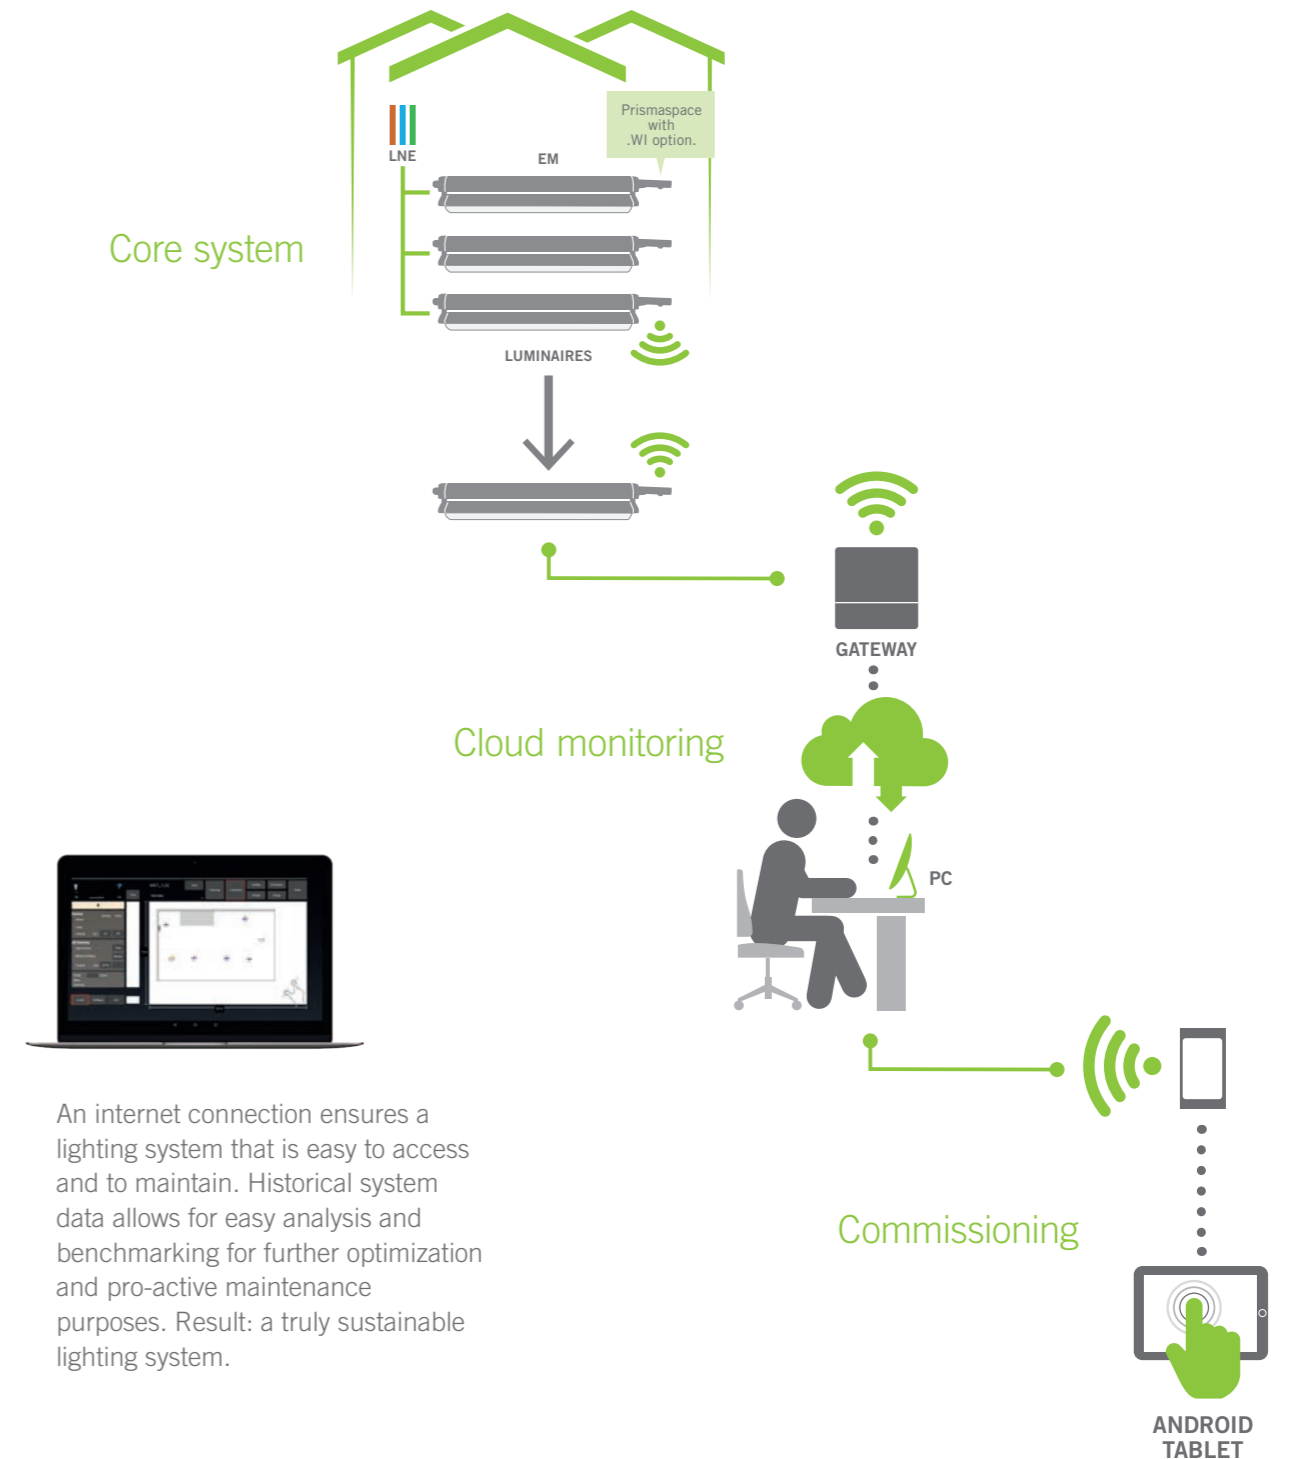 Prismaspace
with
.WI option.
LNE
EM
Core system
LUMINAIRES
GATEWAY
Cloud monitoring
PC
An internet connection ensures a
lighting system that is easy to access
and to maintain. Historical system
data allows for easy analysis and
benchmarking for further optimization
and pro-active maintenance
purposes. Result: a truly sustainable
lighting system.
Commissioning
ANDROID
TABLET